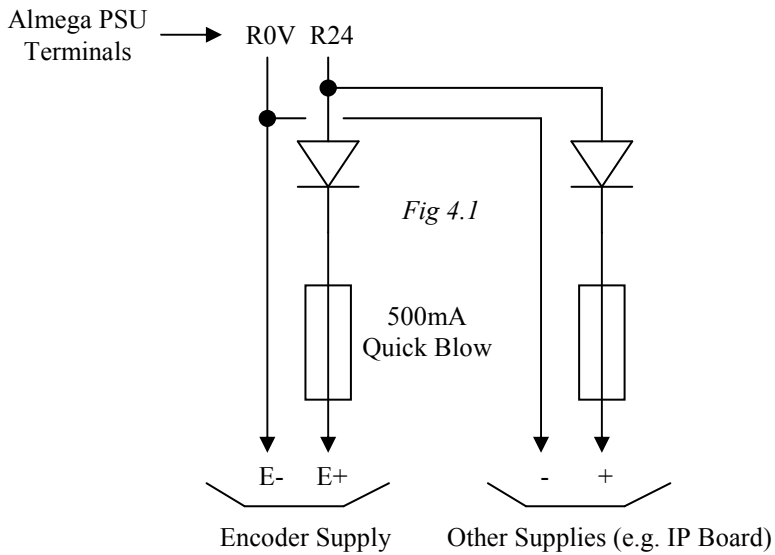 Almega PSU
Terminals
R0V R24
Fig 4.1
500mA
Quick Blow
E- E+
- +
Encoder Supply
Other Supplies (e.g. IP Board)